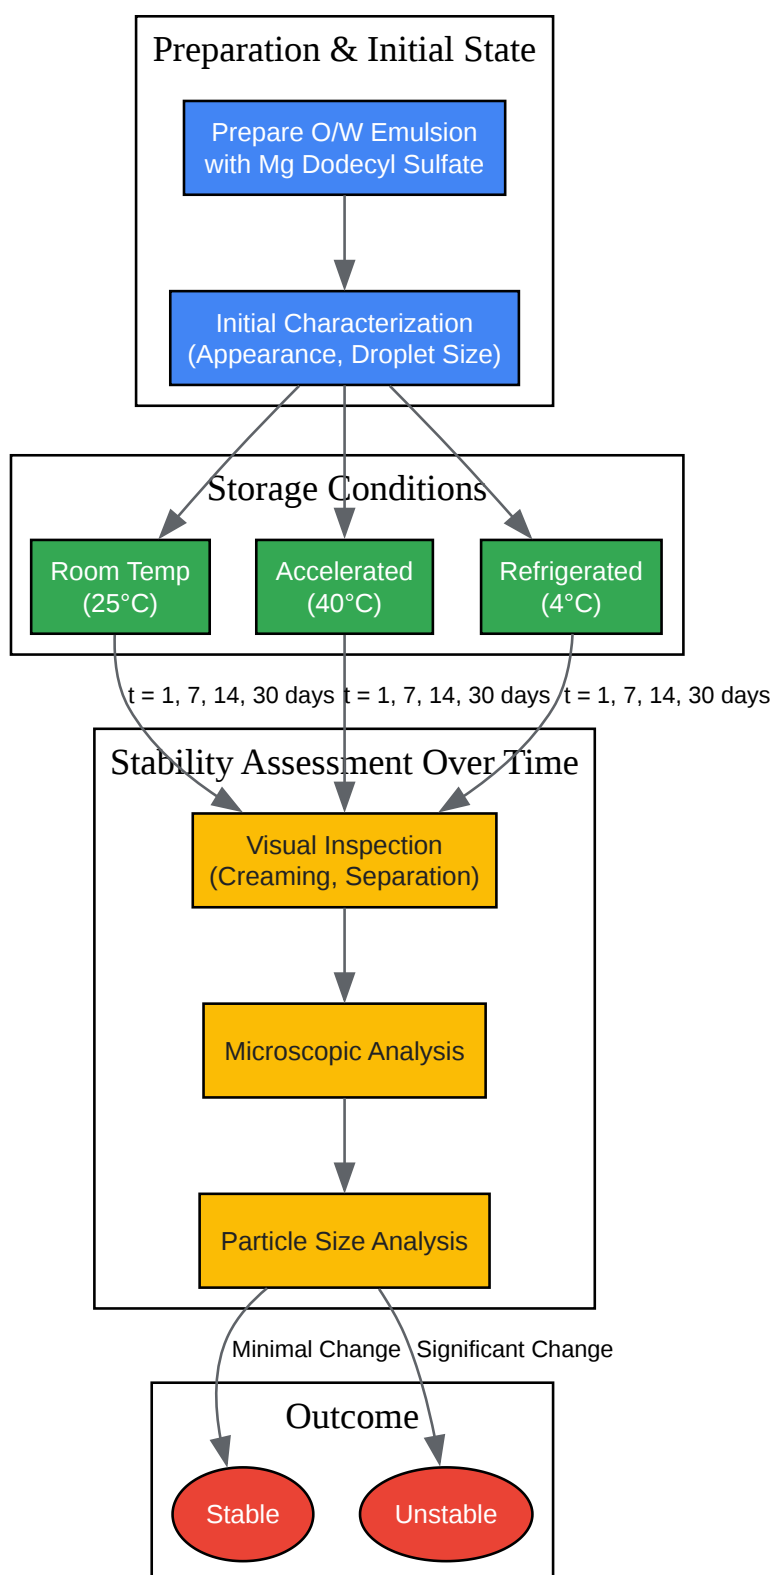 Preparation & Initial State
Prepare O/W Emulsion
with Mg Dodecyl Sulfate
Initial Characterization
(Appearance, Droplet Size)
Storage Conditions
Room Temp
(25°C)
Accelerated
(40°C)
Refrigerated
(4°C)
t = 1, 7, 14, 30 days
t = 1, 7, 14, 30 days
t = 1, 7, 14, 30 days
Stability Assessment Over Time
Visual Inspection
(Creaming, Separation)
Microscopic Analysis
Particle Size Analysis
Minimal Change
Significant Change
Outcome
Stable
Unstable